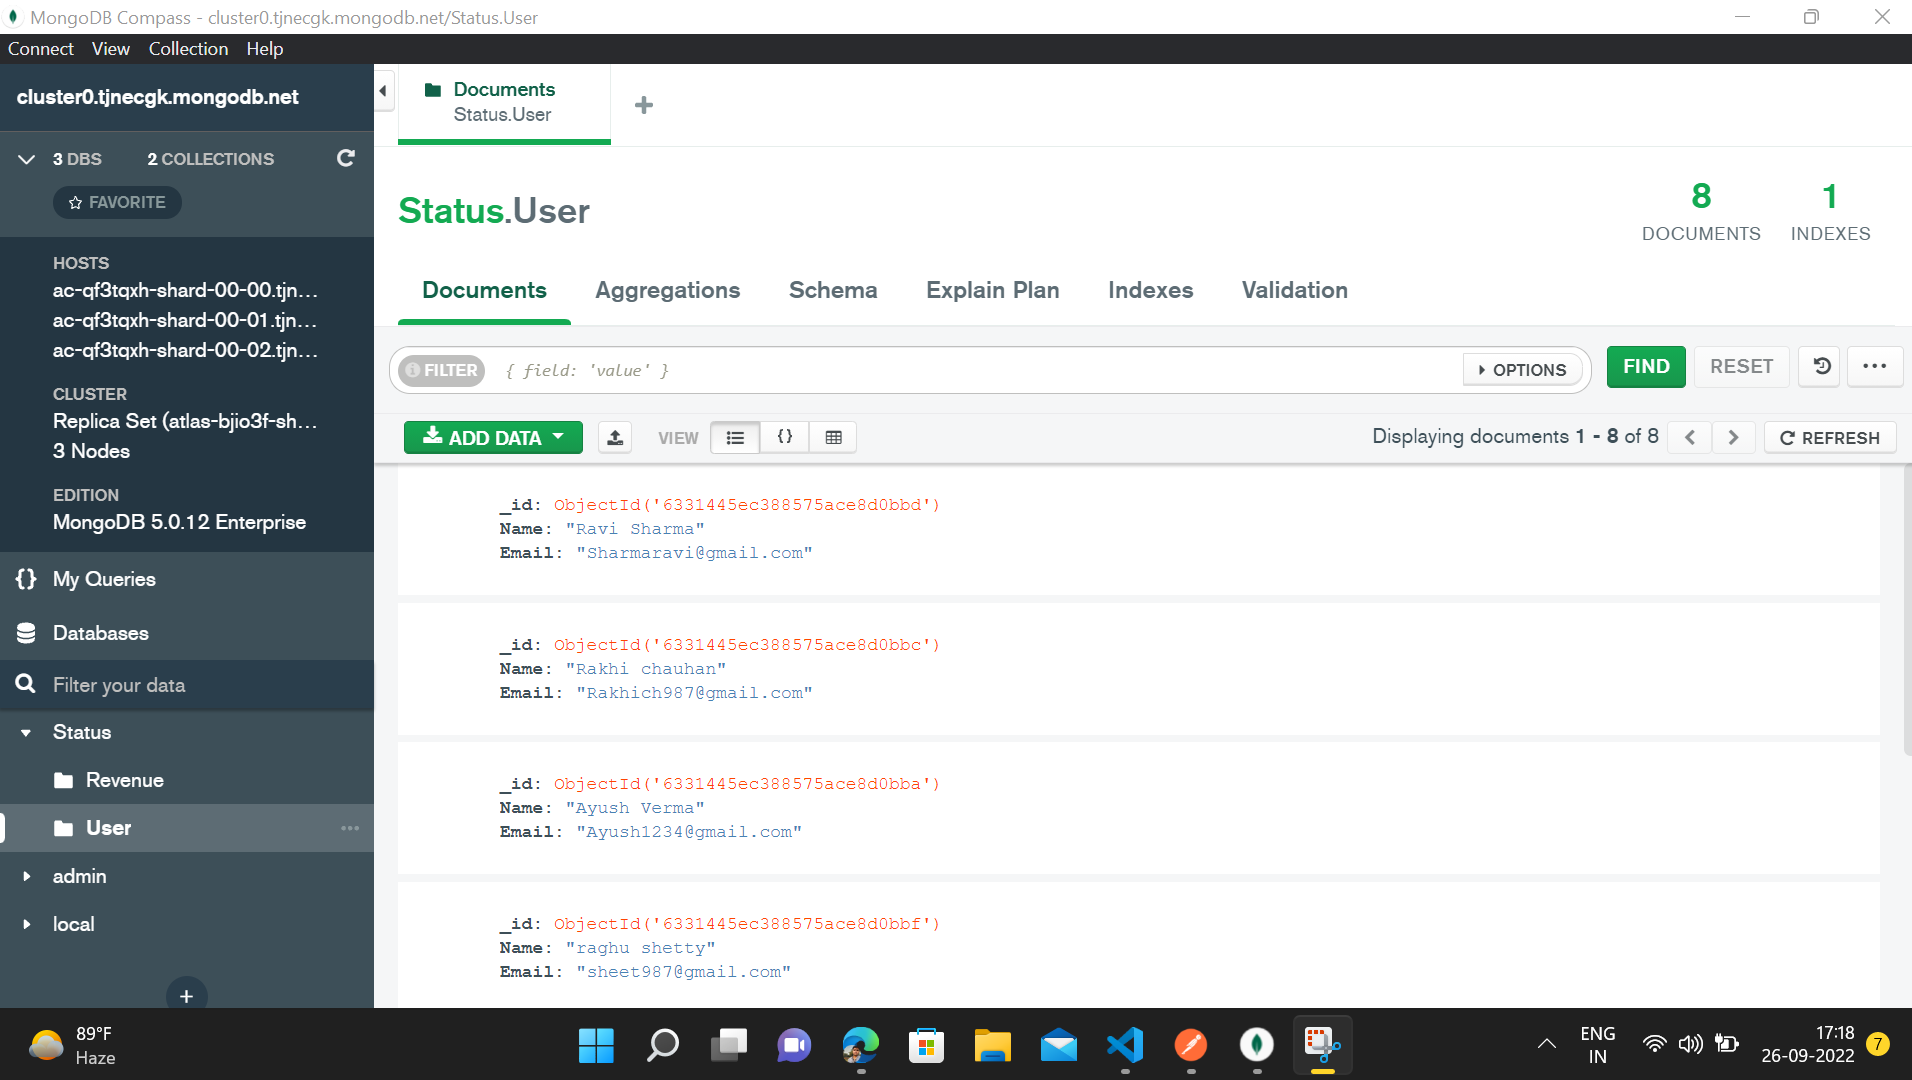 MongoDB Compass - cluster0.tjnecgk.mongodb.net/Status.User
Connect View Collection Help
cluster0.tjnecgk.mongodb.net
3 DBS 2 COLLECTIONS
FAVORITE
HOSTS
ac-qf3tqxh-shard-00-00.tjn...
ac-qf3tqxh-shard-00-01.tjn...
ac-qf3tqxh-shard-00-02.tjn...
CLUSTER
Replica Set (atlas-bjio3f-sh...
3 Nodes
EDITION
MongoDB 5.0.12 Enterprise
{} My Queries
Databases
Filter your data
Status
Revenue
User
admin
local
+
Documents
Status.User
+
Status.User
8
DOCUMENTS
1
INDEXES
Documents Aggregations Schema Explain Plan Indexes Validation
FILTER { field: 'value' } OPTIONS FIND RESET ...
ADD DATA VIEW {} Displaying documents 1 - 8 of 8 REFRESH
_id: ObjectId('6331445ec388575ace8d0bbd')
Name: "Ravi Sharma"
Email: "Sharmaravi@gmail.com"
_id: ObjectId('6331445ec388575ace8d0bbc')
Name: "Rakhi chauhan"
Email: "Rakhich987@gmail.com"
_id: ObjectId('6331445ec388575ace8d0bba')
Name: "Ayush Verma"
Email: "Ayush1234@gmail.com"
_id: ObjectId('6331445ec388575ace8d0bbf')
Name: "raghu shetty"
Email: "sheet987@gmail.com"
89°F
Haze
ENG
IN
17:18
26-09-2022
7